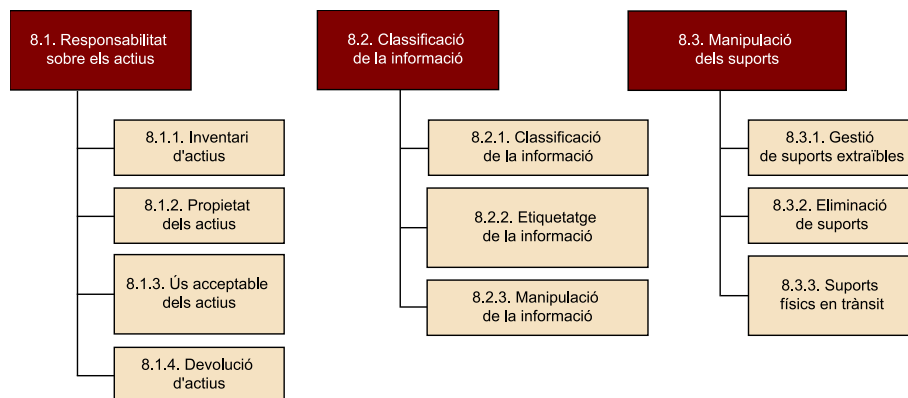 8.1. Responsabilitat
sobre els actius
8.1.1. Inventari
d'actius
8.1.2. Propietat
dels actius
8.1.3. Ús acceptable
dels actius
8.1.4. Devolució
d'actius
8.2. Classificació
de la informació
8.2.1. Classificació
de la informació
8.2.2. Etiquetatge
de la informació
8.2.3. Manipulació
de la informació
8.3. Manipulació
dels suports
8.3.1. Gestió
de suports extraïbles
8.3.2. Eliminació
de suports
8.3.3. Suports
físics en trànsit